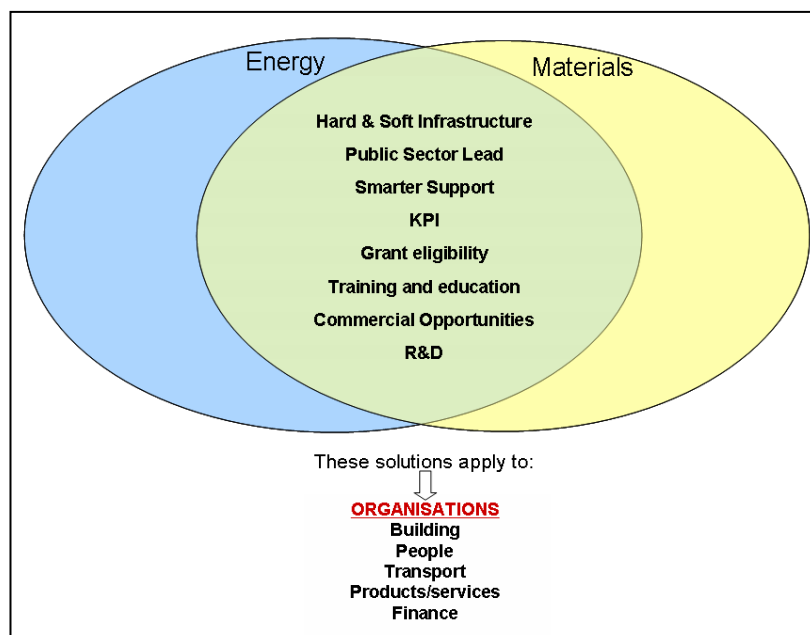 Energy
Materials
Hard & Soft Infrastructure
Public Sector Lead
Smarter Support
KPI
Grant eligibility
Training and education
Commercial Opportunities
R&D
These solutions apply to:
ORGANISATIONS
Building
People
Transport
Products/services
Finance